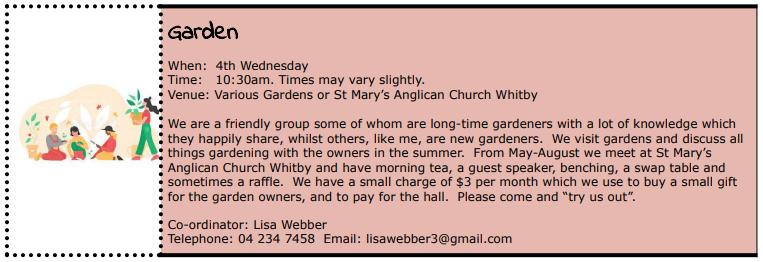 Garden
When: 4th Wednesday
Time: 10:30am. Times may vary slightly.
Venue: Various Gardens or St Mary's Anglican Church Whitby
We are a friendly group some of whom are long-time gardeners with a lot of knowledge which
they happily share, whilst others, like me, are new gardeners. We visit gardens and discuss all
things gardening with the owners in the summer. From May-August we meet at St Mary's
Anglican Church Whitby and have morning tea, a guest speaker, benching, a swap table and
sometimes a raffle. We have a small charge of $3 per month which we use to buy a small gift
for the garden owners, and to pay for the hall. Please come and “try us out”.
Co-ordinator: Lisa Webber
Telephone: 04 234 7458 Email: lisawebber3@gmail.com